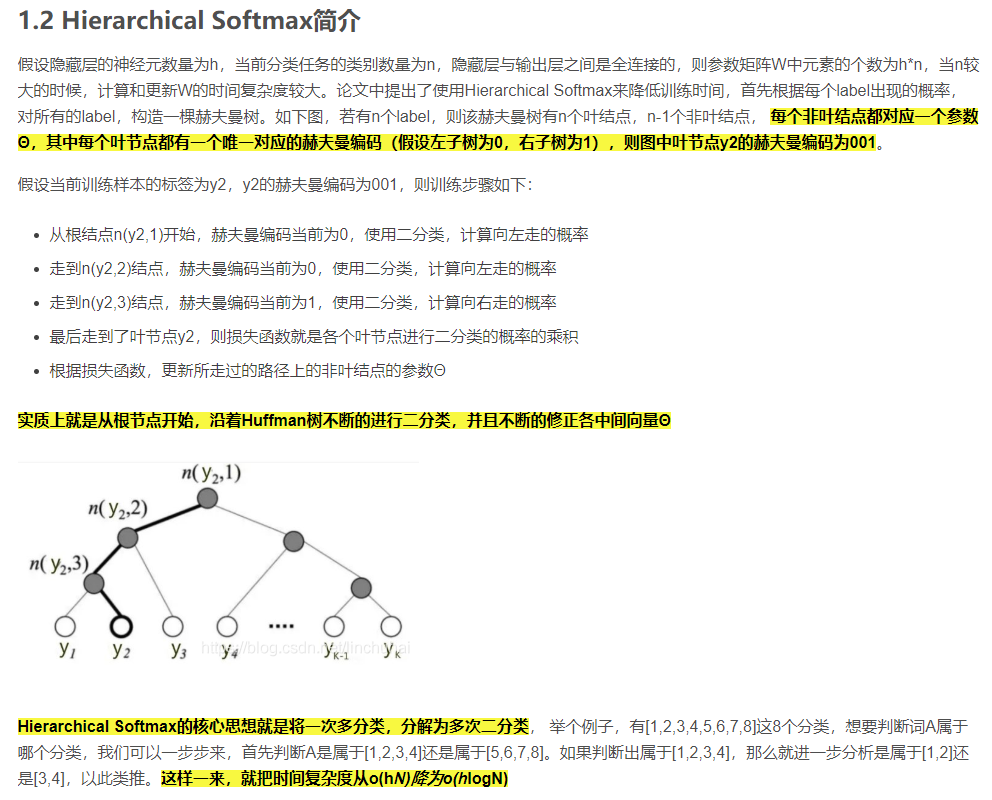 1.2 Hierarchical Softmax简介
假设隐藏层的神经元数量为h，当前分类任务的类别数量为n，隐藏层与输出层之间是全连接的，则参数矩阵W中元素的个数为h*n，当n较
大的时候，计算和更新W的时间复杂度较大。论文中提出了使用Hierarchical Softmax来降低训练时间，首先根据每个label出现的概率，
对所有的label，构造一棵赫夫曼树。如下图，若有n个label，则该赫夫曼树有n个叶结点，n-1个非叶结点， 每个非叶结点都对应一个参数
Θ，其中每个叶节点都有一个唯一对应的赫夫曼编码（假设左子树为0，右子树为1），则图中叶节点y2的赫夫曼编码为001。
假设当前训练样本的标签为y2，y2的赫夫曼编码为001，则训练步骤如下：
• 从根结点n(y2,1)开始，赫夫曼编码当前为0，使用二分类，计算向左走的概率
• 走到n(y2,2)结点，赫夫曼编码当前为0，使用二分类，计算向左走的概率
• 走到n(y2,3)结点，赫夫曼编码当前为1，使用二分类，计算向右走的概率
• 最后走到了叶节点y2，则损失函数就是各个叶节点进行二分类的概率的乘积
• 根据损失函数，更新所走过的路径上的非叶结点的参数Θ
实质上就是从根节点开始，沿着Huffman树不断的进行二分类，并且不断的修正各中间向量Θ
n(y₂,1)
n(y₂,2)
n(y₂,3)
y₁ y₂ y₃ y₄ •••• y_K-1 y_K
Hierarchical Softmax的核心思想就是将一次多分类，分解为多次二分类， 举个例子，有[1,2,3,4,5,6,7,8]这8个分类，想要判断词A属于
哪个分类，我们可以一步步来，首先判断A是属于[1,2,3,4]还是属于[5,6,7,8]。如果判断出属于[1,2,3,4]，那么就进一步分析是属于[1,2]还
是[3,4]，以此类推。这样一来，就把时间复杂度从o(hN)降为o(hlogN)